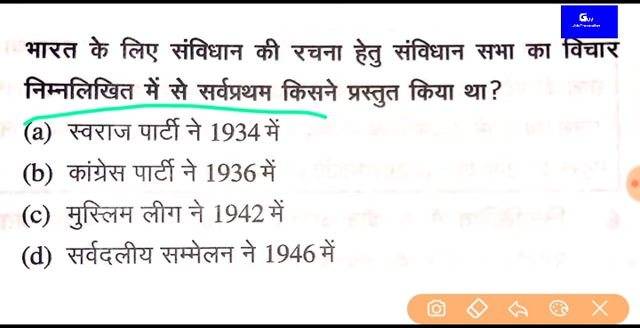 भारत के लिए संविधान की रचना हेतु संविधान सभा का विचार
निम्नलिखित में से सर्वप्रथम किसने प्रस्तुत किया था?
(a) स्वराज पार्टी ने 1934 में
(b) कांग्रेस पार्टी ने 1936 में
(c) मुस्लिम लीग ने 1942 में
(d) सर्वदलीय सम्मेलन ने 1946 में